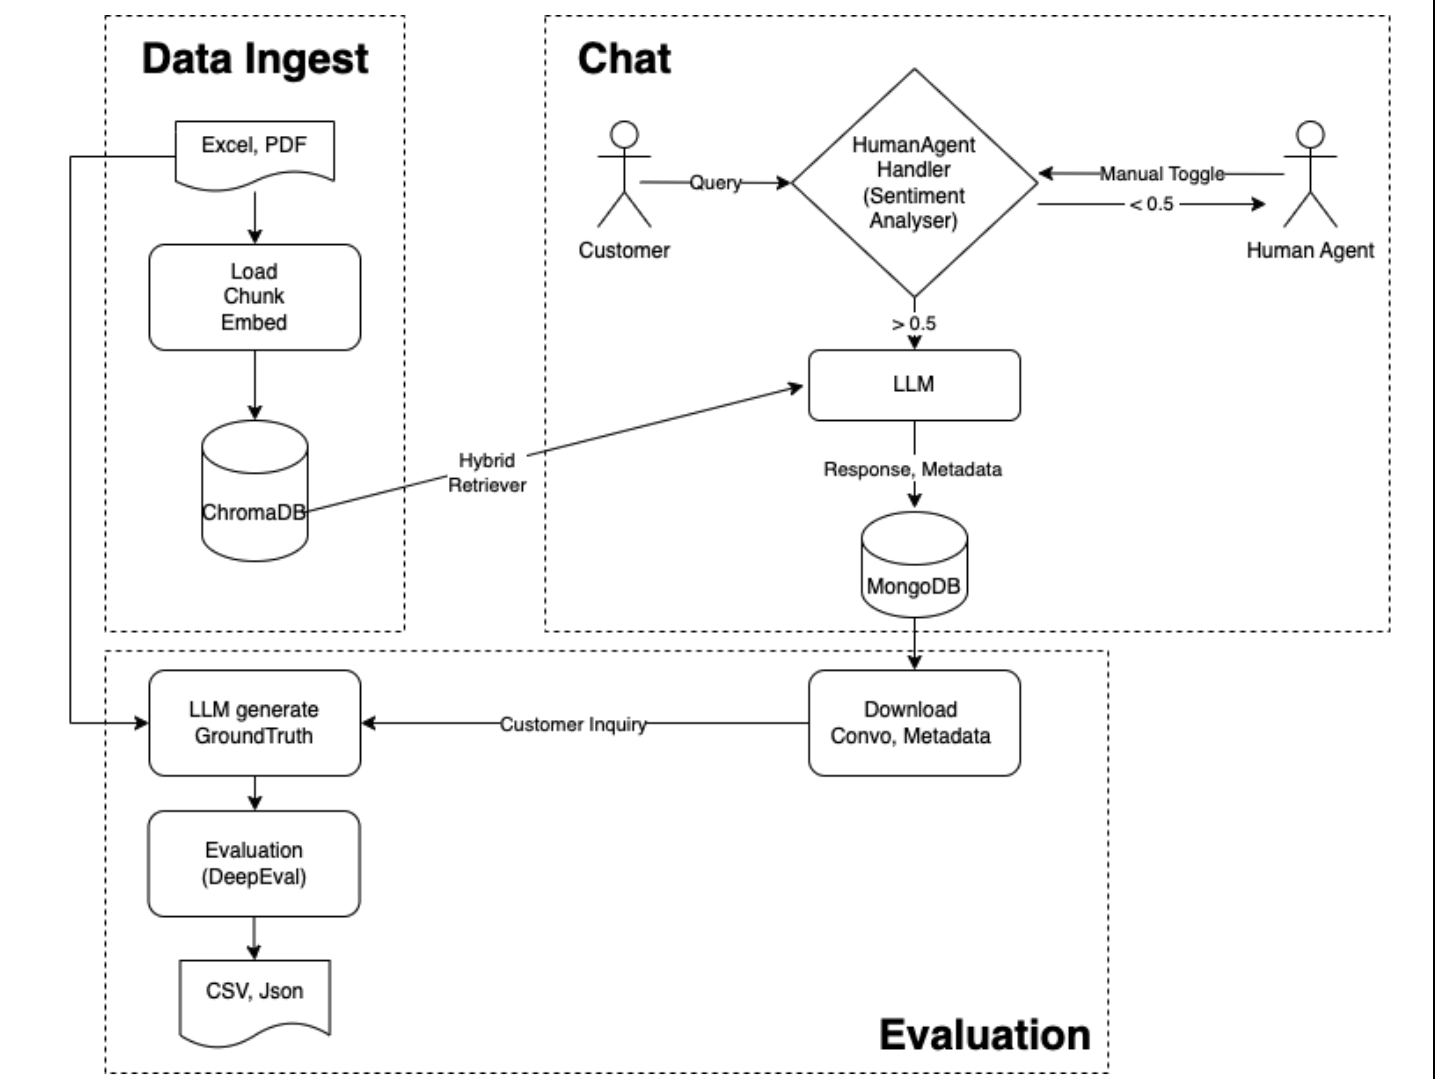 Data Ingest
Excel, PDF
Load
Chunk
Embed
ChromaDB
Hybrid
Retriever
Chat
Customer
Query
HumanAgent
Handler
(Sentiment
Analyser)
Manual Toggle
< 0.5
Human Agent
> 0.5
LLM
Response, Metadata
MongoDB
Download
Convo, Metadata
Customer Inquiry
LLM generate
GroundTruth
Evaluation
(DeepEval)
CSV, Json
Evaluation